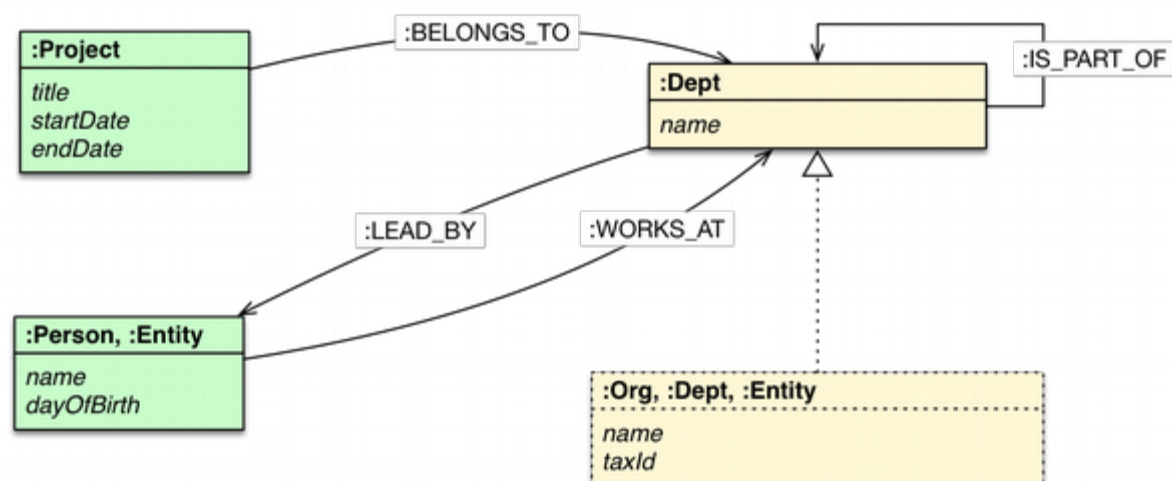 :BELONGS_TO
:Project
title
startDate
endDate
:IS_PART_OF
:Dept
name
:LEAD_BY
:WORKS_AT
:Person, :Entity
name
dayOfBirth
:Org, :Dept, :Entity
name
taxId